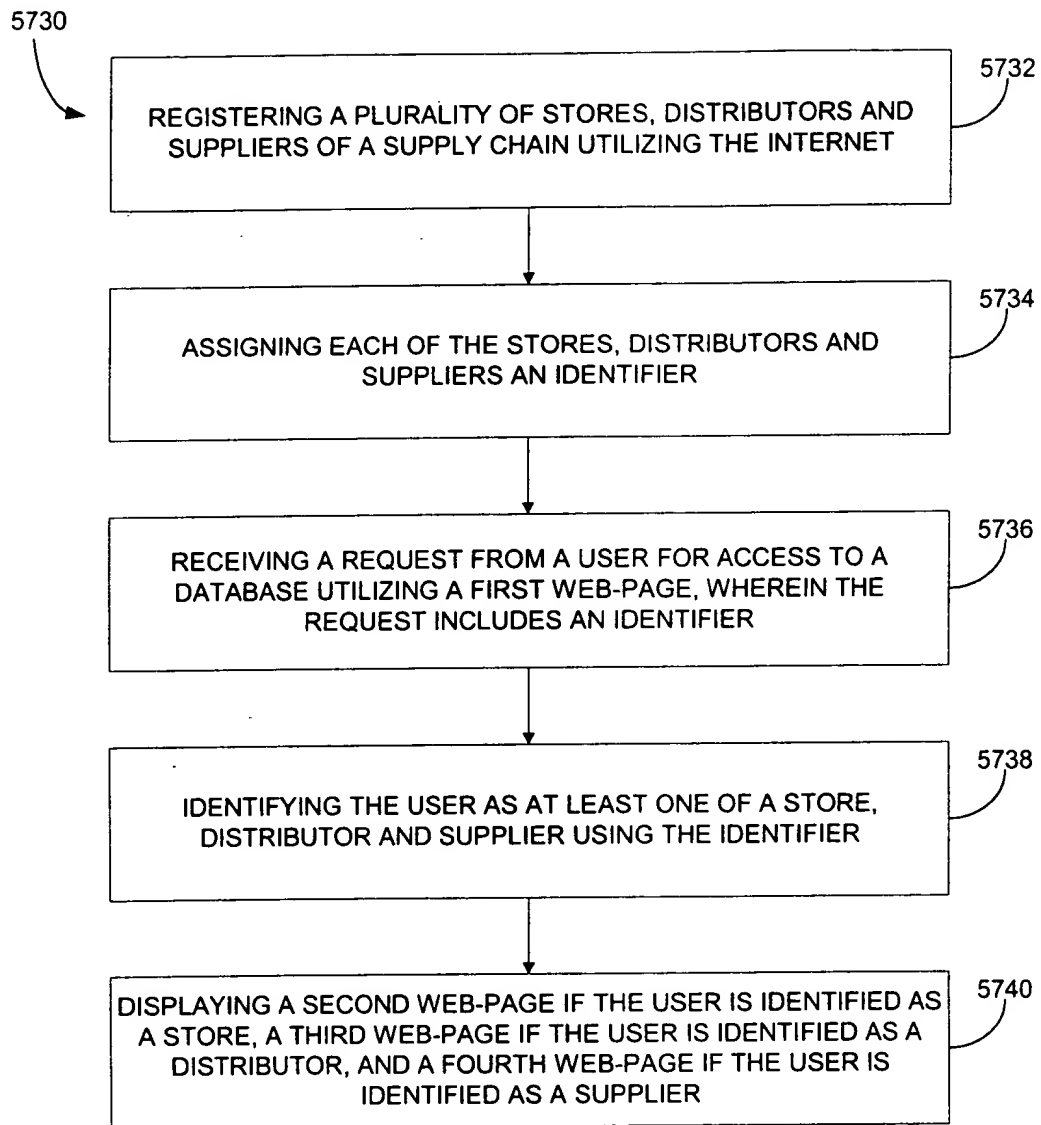 5730
5732
REGISTERING A PLURALITY OF STORES, DISTRIBUTORS AND
SUPPLIERS OF A SUPPLY CHAIN UTILIZING THE INTERNET
5734
ASSIGNING EACH OF THE STORES, DISTRIBUTORS AND
SUPPLIERS AN IDENTIFIER
5736
RECEIVING A REQUEST FROM A USER FOR ACCESS TO A
DATABASE UTILIZING A FIRST WEB-PAGE, WHEREIN THE
REQUEST INCLUDES AN IDENTIFIER
5738
IDENTIFYING THE USER AS AT LEAST ONE OF A STORE,
DISTRIBUTOR AND SUPPLIER USING THE IDENTIFIER
5740
DISPLAYING A SECOND WEB-PAGE IF THE USER IS IDENTIFIED AS
A STORE, A THIRD WEB-PAGE IF THE USER IS IDENTIFIED AS A
DISTRIBUTOR, AND A FOURTH WEB-PAGE IF THE USER IS
IDENTIFIED AS A SUPPLIER